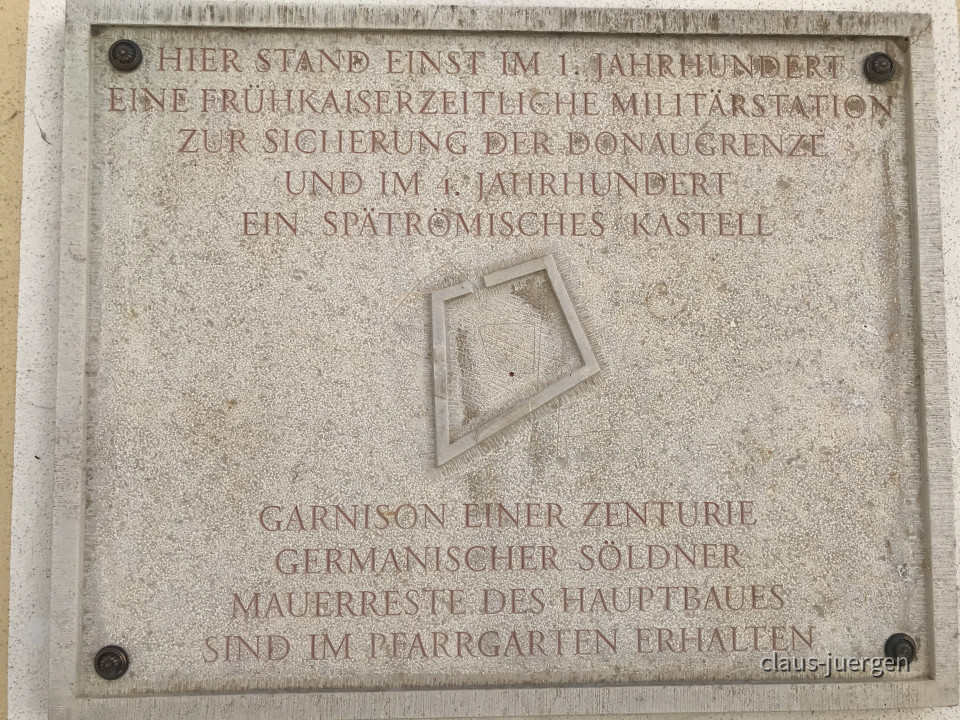 HIER STAND EINST IM 1. JAHRHUNDERT
EINE FRÜHKAISERZEITLICHE MILITÄRSTATION
ZUR SICHERUNG DER DONAUGRENZE
UND IM 4. JAHRHUNDERT
EIN SPÄTRÖMISCHES KASTELL
GARNISON EINER ZENTURIE
GERMANISCHER SÖLDNER
MAUERRESTE DES HAUPTBAUES
SIND IM PFARRGARTEN ERHALTEN
claus-juergen